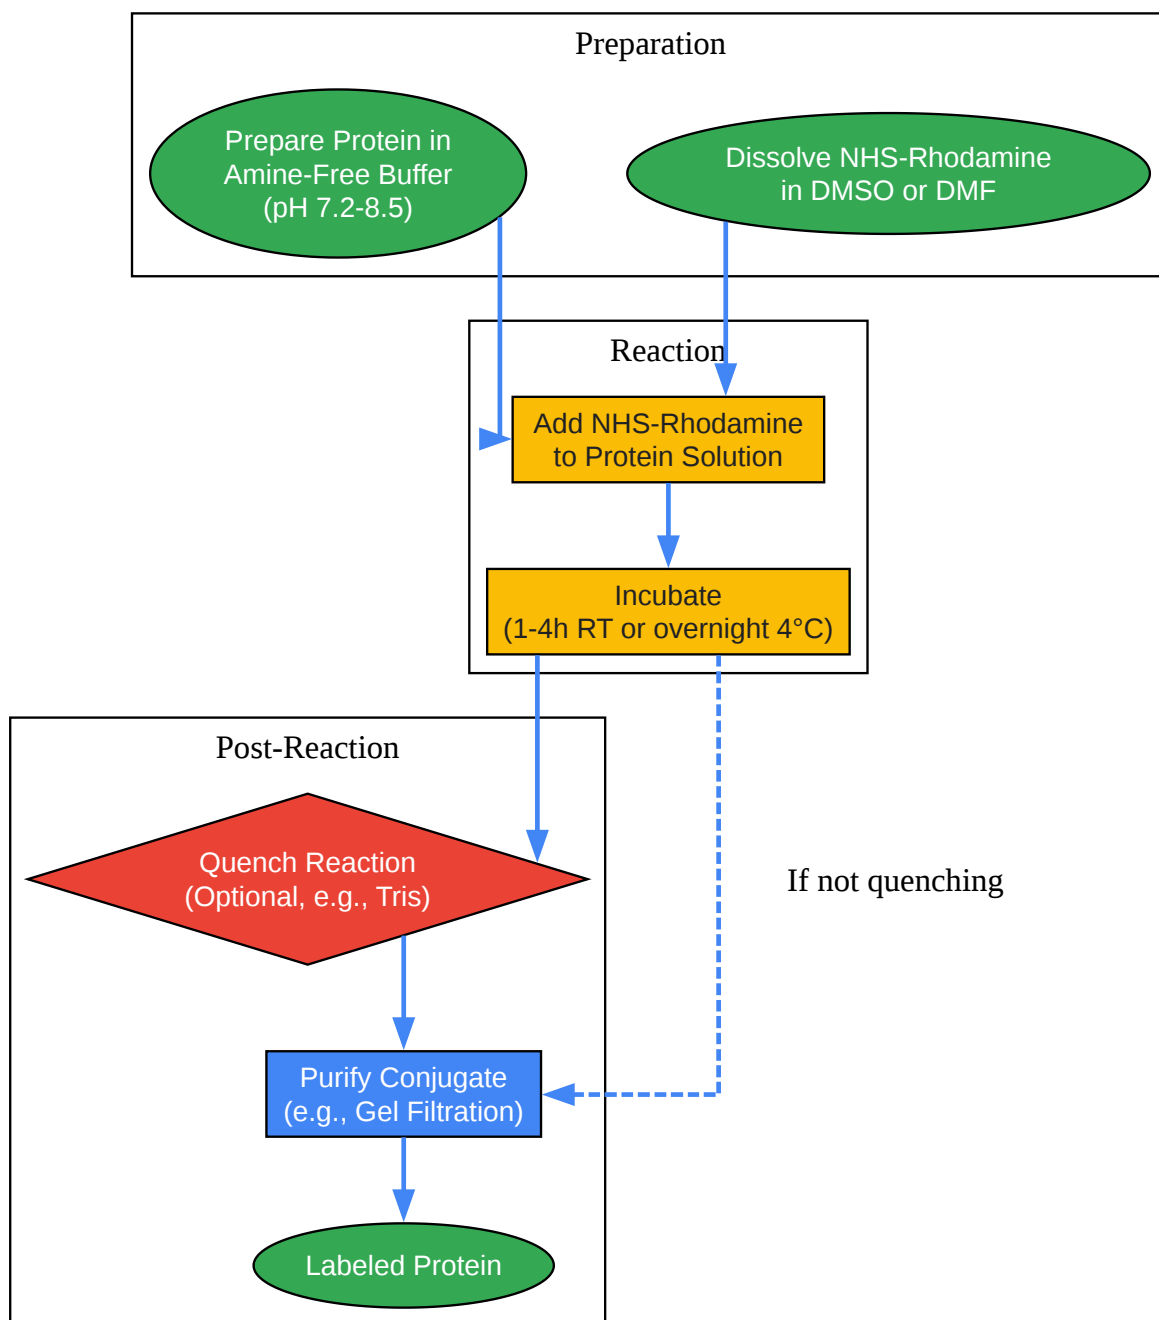 Preparation
Prepare Protein in
Amine-Free Buffer
(pH 7.2-8.5)
Dissolve NHS-Rhodamine
in DMSO or DMF
Reaction
Add NHS-Rhodamine
to Protein Solution
Incubate
(1-4h RT or overnight 4°C)
Post-Reaction
Quench Reaction
(Optional, e.g., Tris)
If not quenching
Purify Conjugate
(e.g., Gel Filtration)
Labeled Protein